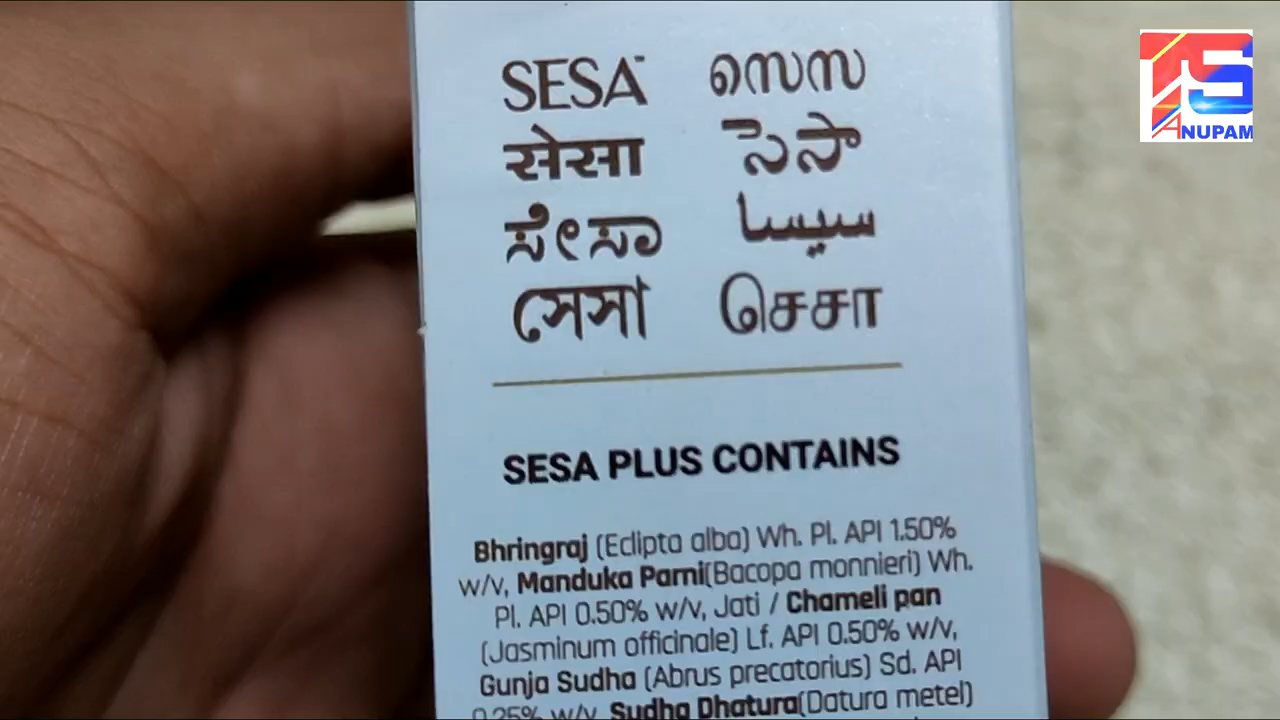 SESA™ സെസ
सेसा సెసా
ಸೇಸಾ سیسا
সেসা செசா
SESA PLUS CONTAINS
Bhringraj (Eclipta alba) Wh. Pl. API 1.50%
w/v, Manduka Parni(Bacopa monnieri) Wh.
Pl. API 0.50% w/v, Jati / Chameli pan
(Jasminum officinale) Lf. API 0.50% w/v,
Gunja Sudha (Abrus precatorius) Sd. API
0.25% w/v, Sudha Dhatura(Datura metel)
ANUPAM